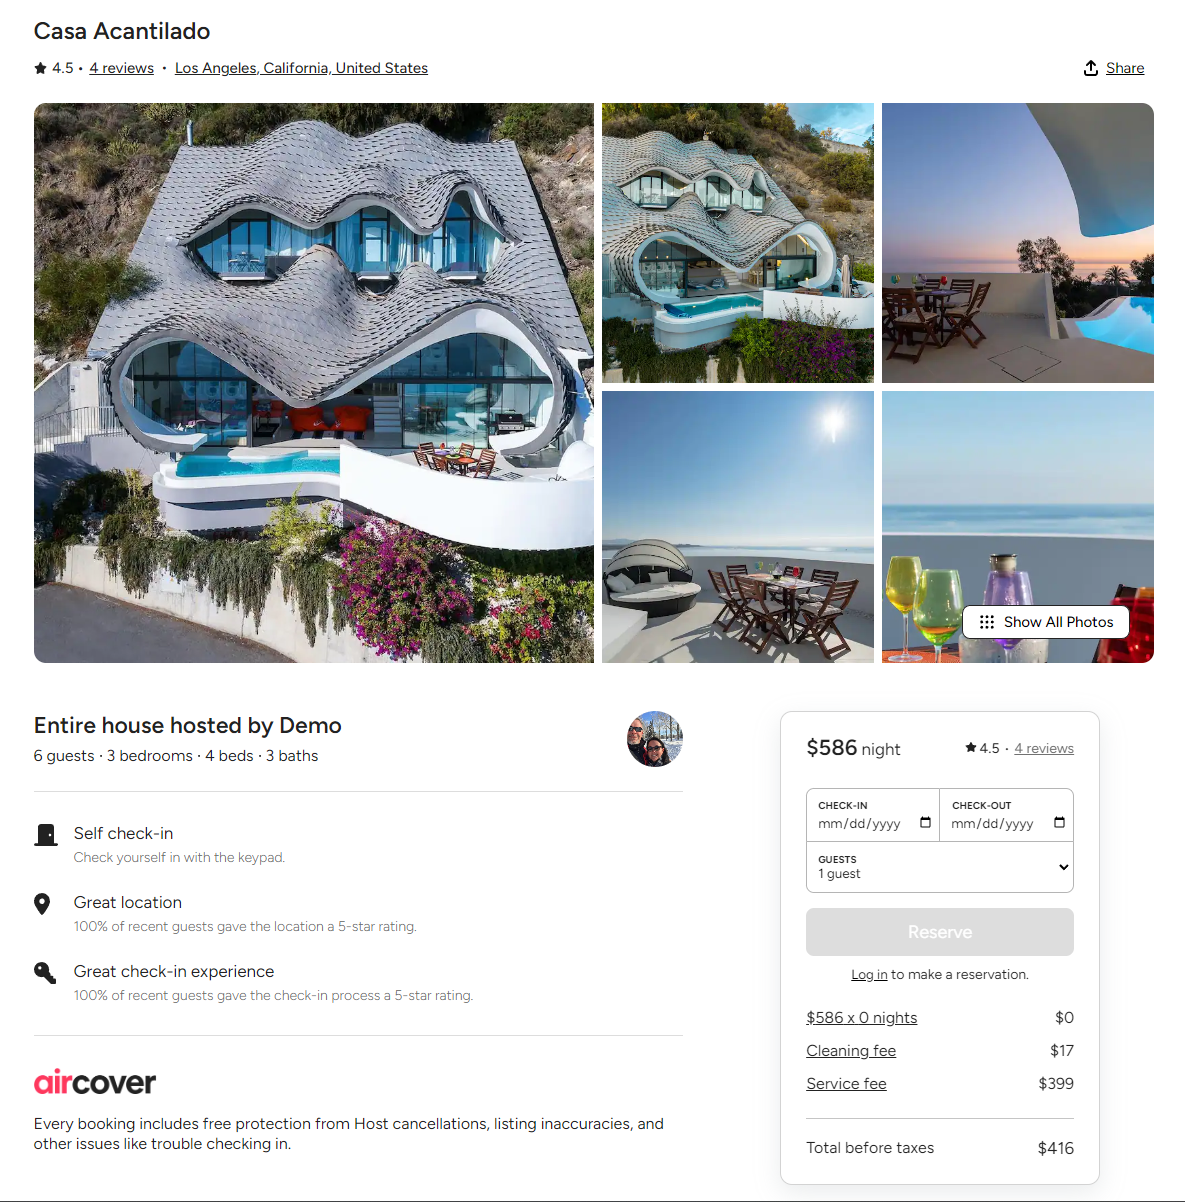 Casa Acantilado
4.5 • 4 reviews • Los Angeles, California, United States
Share
Show All Photos
Entire house hosted by Demo
6 guests · 3 bedrooms · 4 beds · 3 baths
Self check-in
Check yourself in with the keypad.
Great location
100% of recent guests gave the location a 5-star rating.
Great check-in experience
100% of recent guests gave the check-in process a 5-star rating.
aircover
Every booking includes free protection from Host cancellations, listing inaccuracies, and
other issues like trouble checking in.
$586 night
4.5 · 4 reviews
CHECK-IN
mm/dd/yyyy
CHECK-OUT
mm/dd/yyyy
GUESTS
1 guest
Reserve
Log in to make a reservation.
$586 x 0 nights $0
Cleaning fee $17
Service fee $399
Total before taxes $416